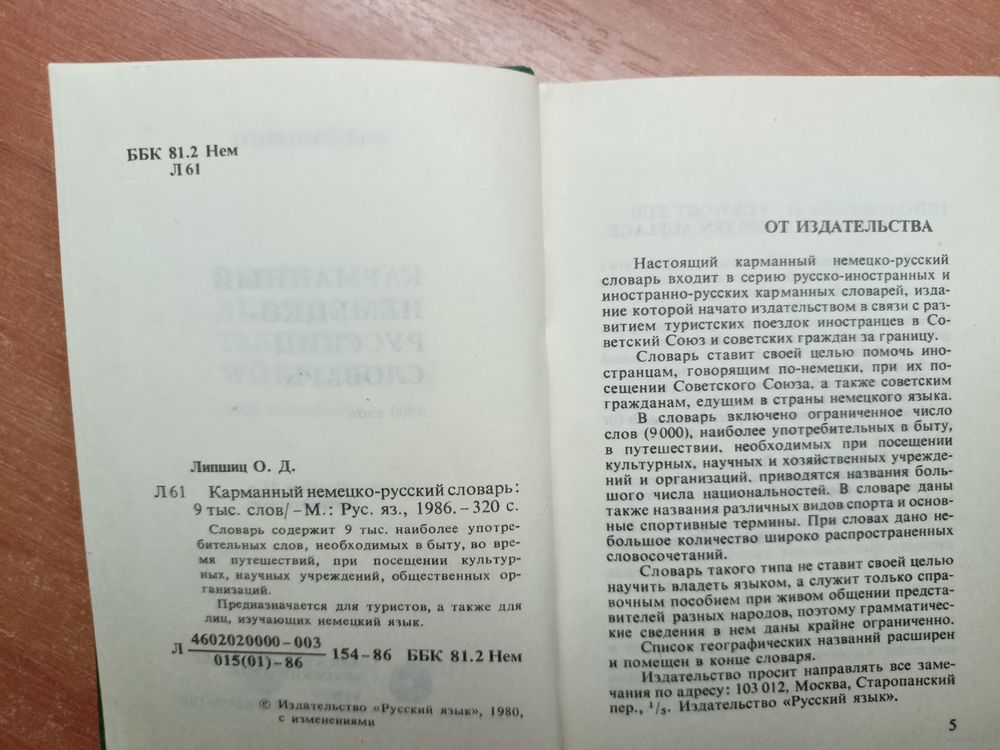 ББК 81.2 Нем
Л 61
Липшиц О. Д.
Л 61 Карманный немецко-русский словарь:
9 тыс. слов/ – М.: Рус. яз., 1986. – 320 с.
Словарь содержит 9 тыс. наиболее употре-
бительных слов, необходимых в быту, во вре-
мя путешествий, при посещении культур-
ных, научных учреждений, общественных ор-
ганизаций.
Предназначается для туристов, а также для
лиц, изучающих немецкий язык.
Л 4602020000–003
015(01)–86 154–86 ББК 81.2 Нем
© Издательство «Русский язык», 1980,
с изменениями
ОТ ИЗДАТЕЛЬСТВА
Настоящий карманный немецко-русский
словарь входит в серию русско-иностранных и
иностранно-русских карманных словарей, изда-
ние которой начато издательством в связи с раз-
витием туристских поездок иностранцев в Со-
ветский Союз и советских граждан за границу.
Словарь ставит своей целью помочь ино-
странцам, говорящим по-немецки, при их по-
сещении Советского Союза, а также советским
гражданам, едущим в страны немецкого языка.
В словарь включено ограниченное число
слов (9 000), наиболее употребительных в быту,
в путешествии, необходимых при посещении
культурных, научных и хозяйственных учрежде-
ний и организаций, приводятся названия боль-
шого числа национальностей. В словаре даны
также названия различных видов спорта и основ-
ные спортивные термины. При словах дано не-
большое количество широко распространенных
словосочетаний.
Словарь такого типа не ставит своей целью
научить владеть языком, а служит только спра-
вочным пособием при живом общении предста-
вителей разных народов, поэтому грамматичес-
кие сведения в нем даны крайне ограниченно.
Список географических названий расширен
и помещен в конце словаря.
Издательство просит направлять все заме-
чания по адресу: 103 012, Москва, Старопанский
пер., 1/5. Издательство «Русский язык».
5